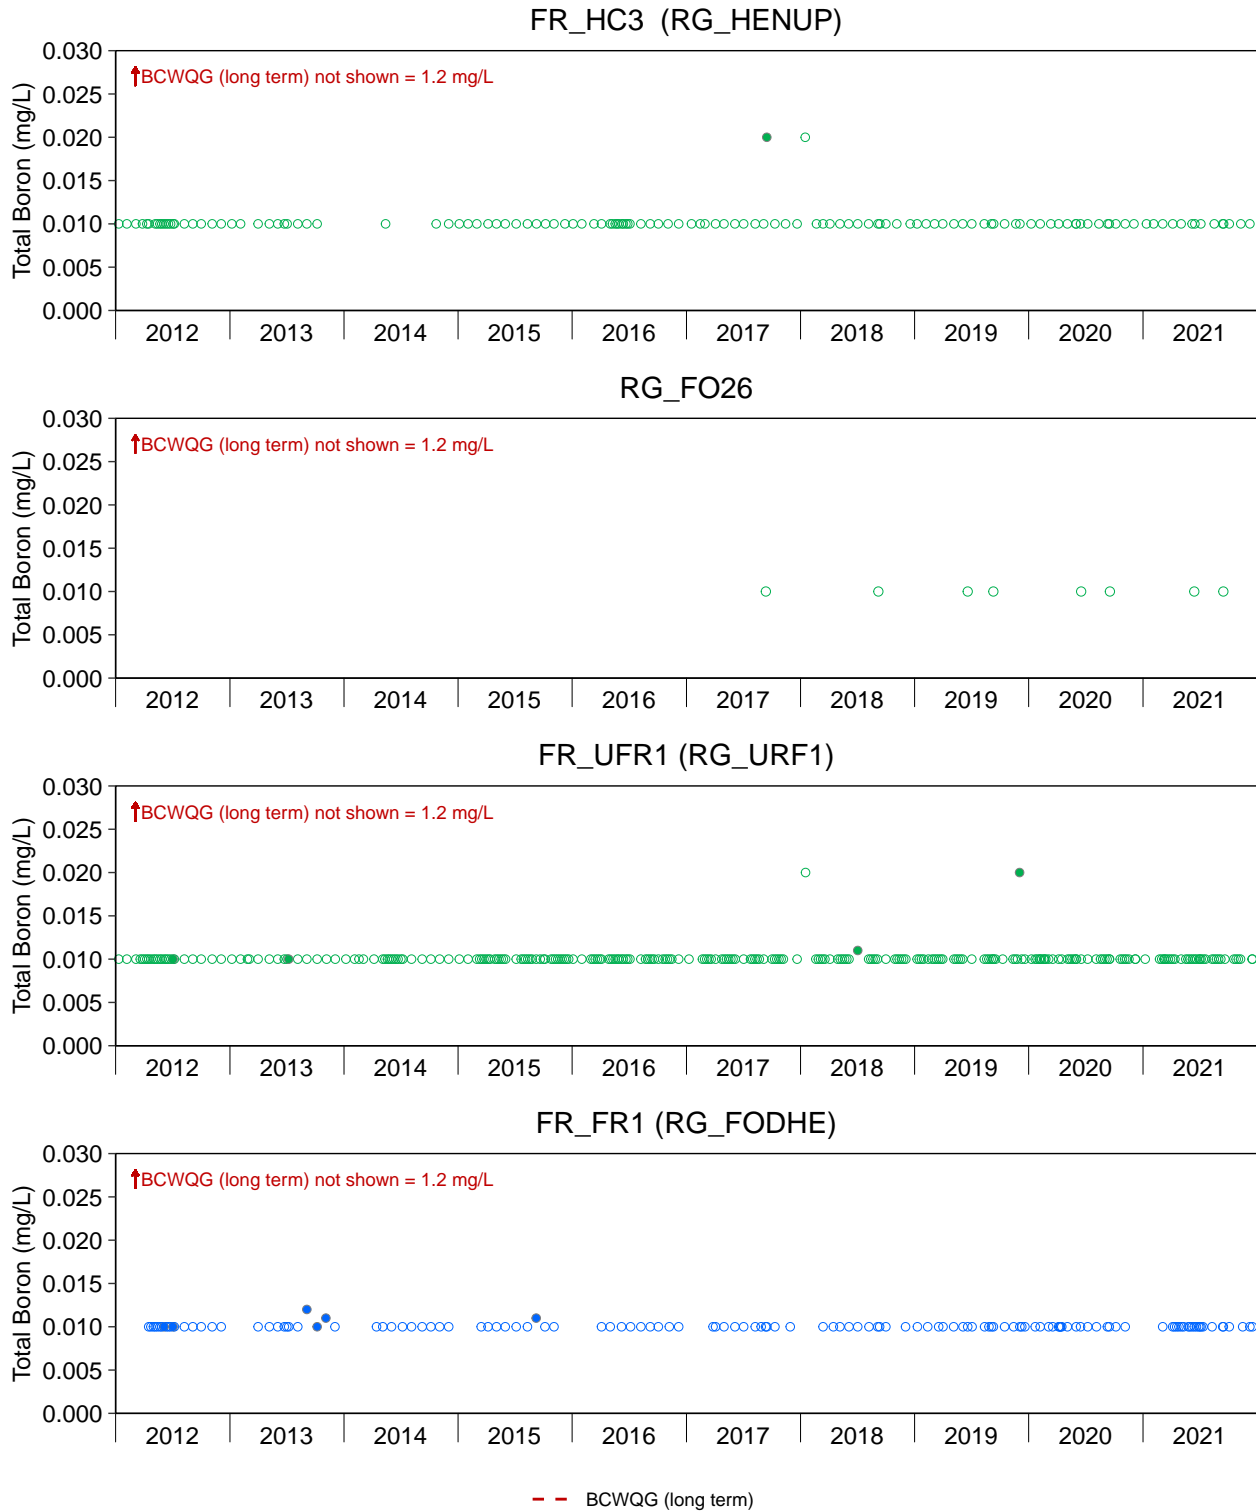 FR_HC3 (RG_HENUP)
0.030
0.025
0.020
0.015
0.010
0.005
0.000
Total Boron (mg/L)
BCWQG (long term) not shown = 1.2 mg/L
2012 2013 2014 2015 2016 2017 2018 2019 2020 2021
RG_FO26
0.030
0.025
0.020
0.015
0.010
0.005
0.000
Total Boron (mg/L)
BCWQG (long term) not shown = 1.2 mg/L
2012 2013 2014 2015 2016 2017 2018 2019 2020 2021
FR_UFR1 (RG_URF1)
0.030
0.025
0.020
0.015
0.010
0.005
0.000
Total Boron (mg/L)
BCWQG (long term) not shown = 1.2 mg/L
2012 2013 2014 2015 2016 2017 2018 2019 2020 2021
FR_FR1 (RG_FODHE)
0.030
0.025
0.020
0.015
0.010
0.005
0.000
Total Boron (mg/L)
BCWQG (long term) not shown = 1.2 mg/L
2012 2013 2014 2015 2016 2017 2018 2019 2020 2021
BCWQG (long term)